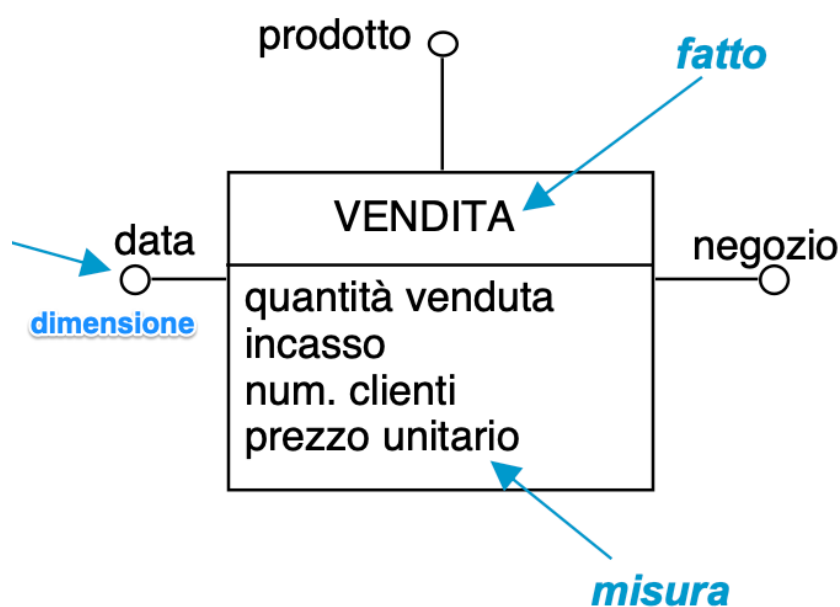 prodotto
fatto
VENDITA
data
negozio
dimensione
quantità venduta
incasso
num. clienti
prezzo unitario
misura